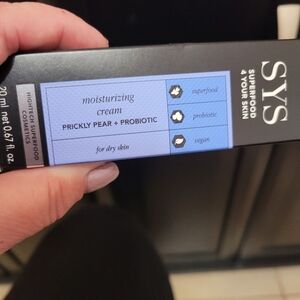 SYS
SUPERFOOD
4 YOUR SKIN
moisturizing
cream
PRICKLY PEAR + PROBIOTIC
for dry skin
superfood
probiotic
vegan
HIGHTECH SUPERFOOD
COSMETICS
20 ml net 0.67 fl. oz.